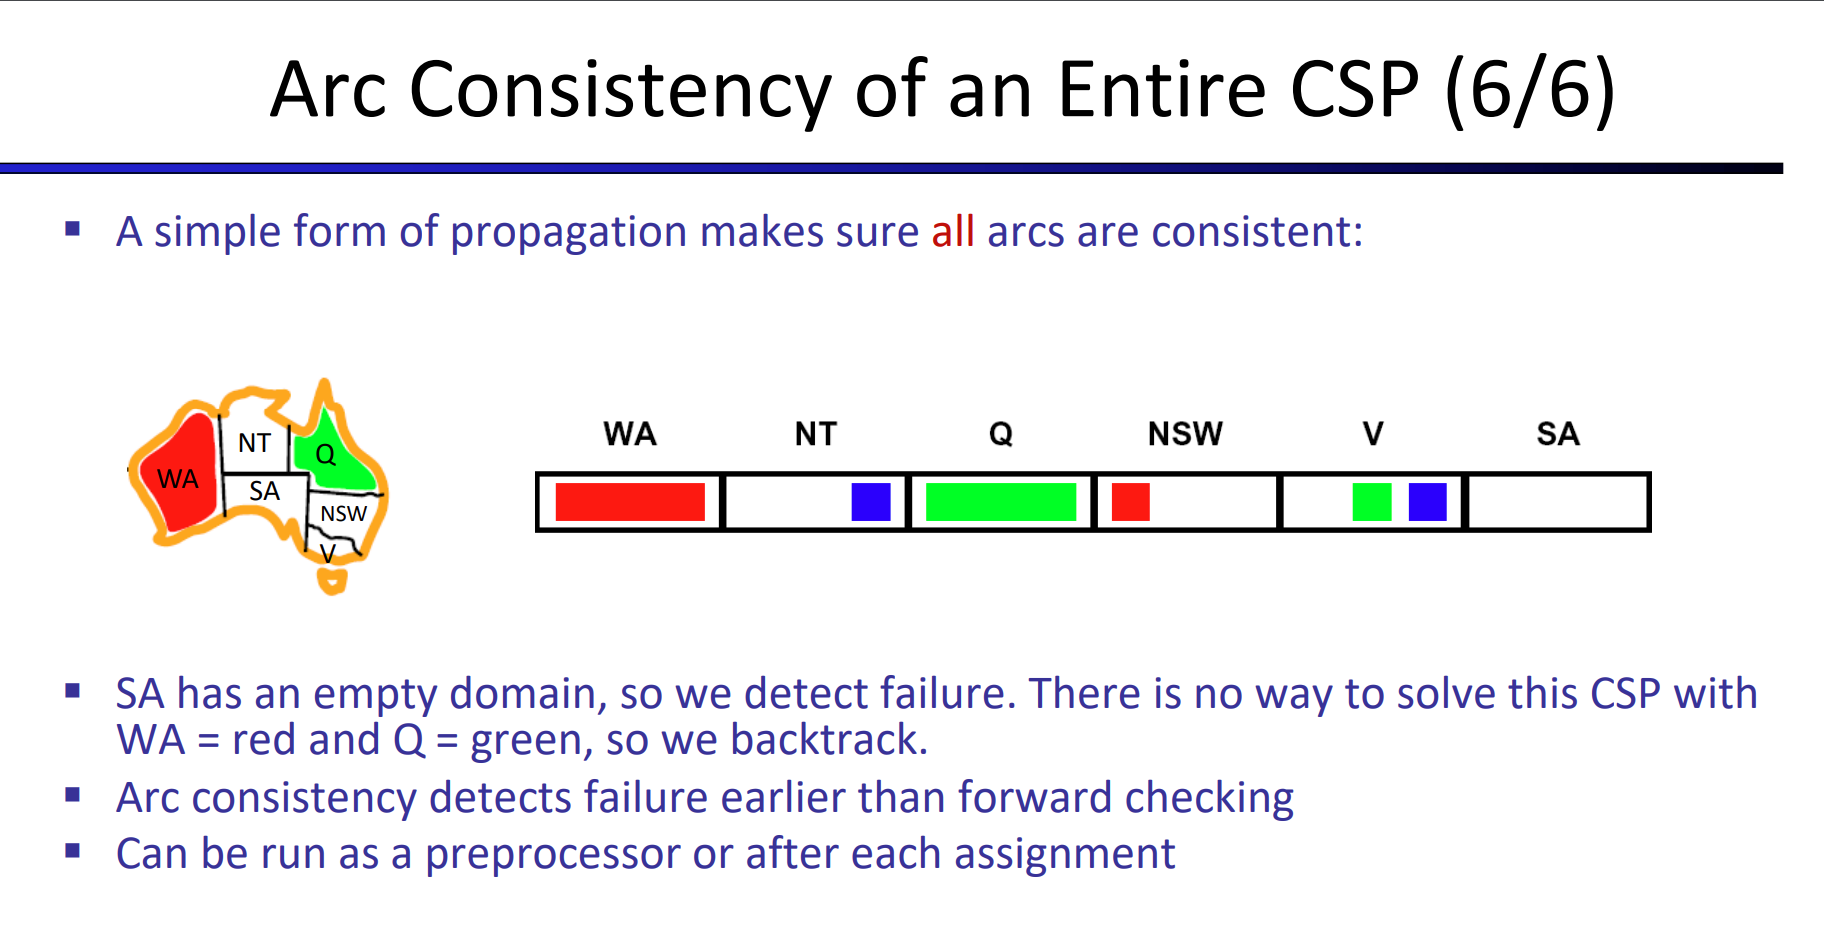 Arc Consistency of an Entire CSP (6/6)
▪ A simple form of propagation makes sure all arcs are consistent:
WA NT Q NSW V SA
NT
Q
WA
SA
NSW
V
▪ SA has an empty domain, so we detect failure. There is no way to solve this CSP with
WA = red and Q = green, so we backtrack.
▪ Arc consistency detects failure earlier than forward checking
▪ Can be run as a preprocessor or after each assignment